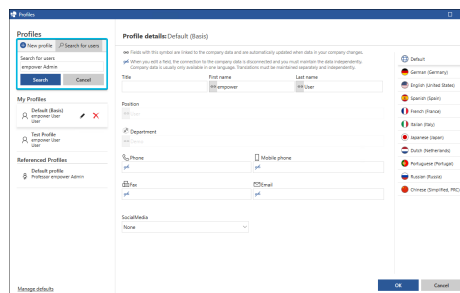 Profiles
Profiles
New profile
Search for users
Search for users
empower Admin
Search
Cancel
My Profiles
Default (Basis)
empower User
User
Test Profile
empower User
User
Referenced Profiles
Default profile
Professor empower Admin
Manage defaults
Profile details: Default (Basis)
Fields with this symbol are linked to the company data and are automatically updated when data in your company changes.
When you edit a field, the connection to the company data is disconnected and you must maintain the data independently.
Company data is usually only available in one language. Translations must be maintained separately and independently.
Title
First name
Last name
empower
User
Position
User
Department
Phone
Mobile phone
Fax
Email
SocialMedia
None
Default
German (Germany)
English (United States)
Spanish (Spain)
French (France)
Italian (Italy)
Japanese (Japan)
Dutch (Netherlands)
Portuguese (Portugal)
Russian (Russia)
Chinese (Simplified, PRC)
OK
Cancel